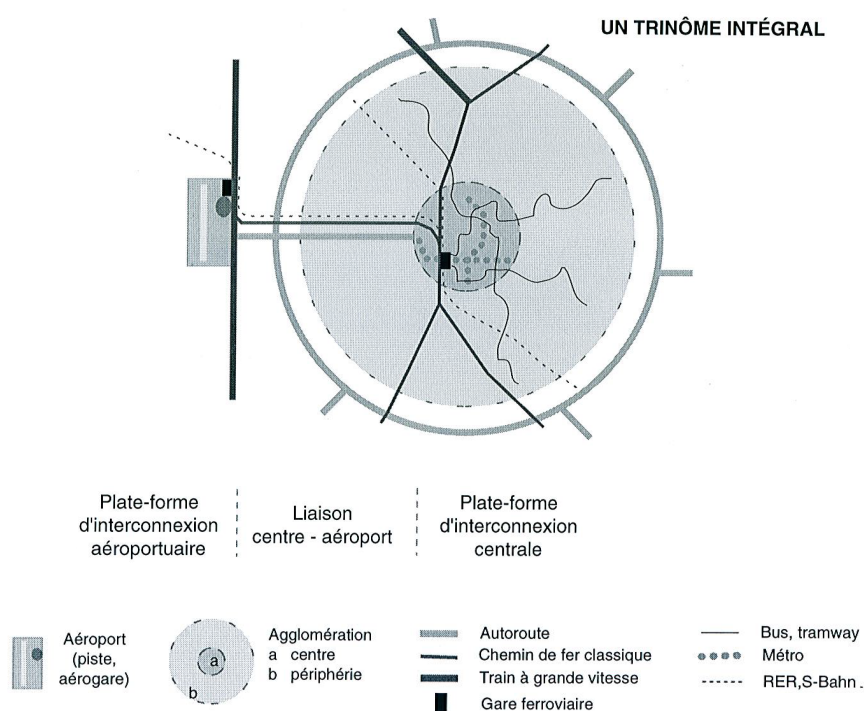 UN TRINÔME INTÉGRAL
Plate-forme
d'interconnexion
aéroportuaire
Liaison
centre - aéroport
Plate-forme
d'interconnexion
centrale
Aéroport
(piste,
aérogare)
a
b
Agglomération
a centre
b périphérie
Autoroute
Chemin de fer classique
Train à grande vitesse
Gare ferroviaire
Bus, tramway
Métro
RER,S-Bahn.